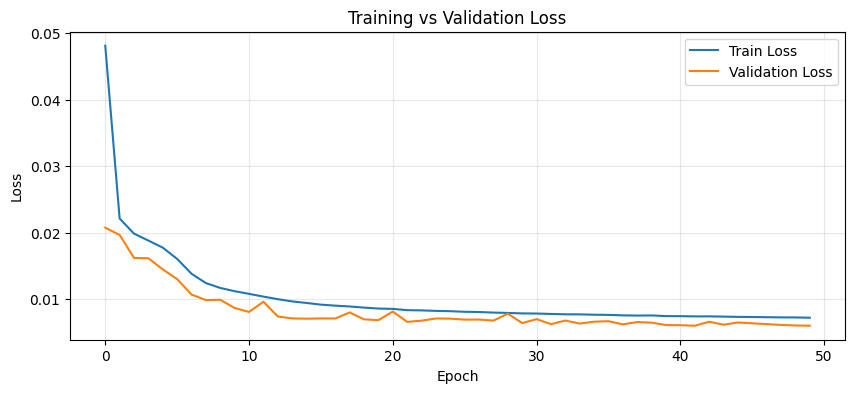 Training vs Validation Loss
0.05
0.04
0.03
0.02
0.01
Loss
Train Loss
Validation Loss
0
10
20
30
40
50
Epoch